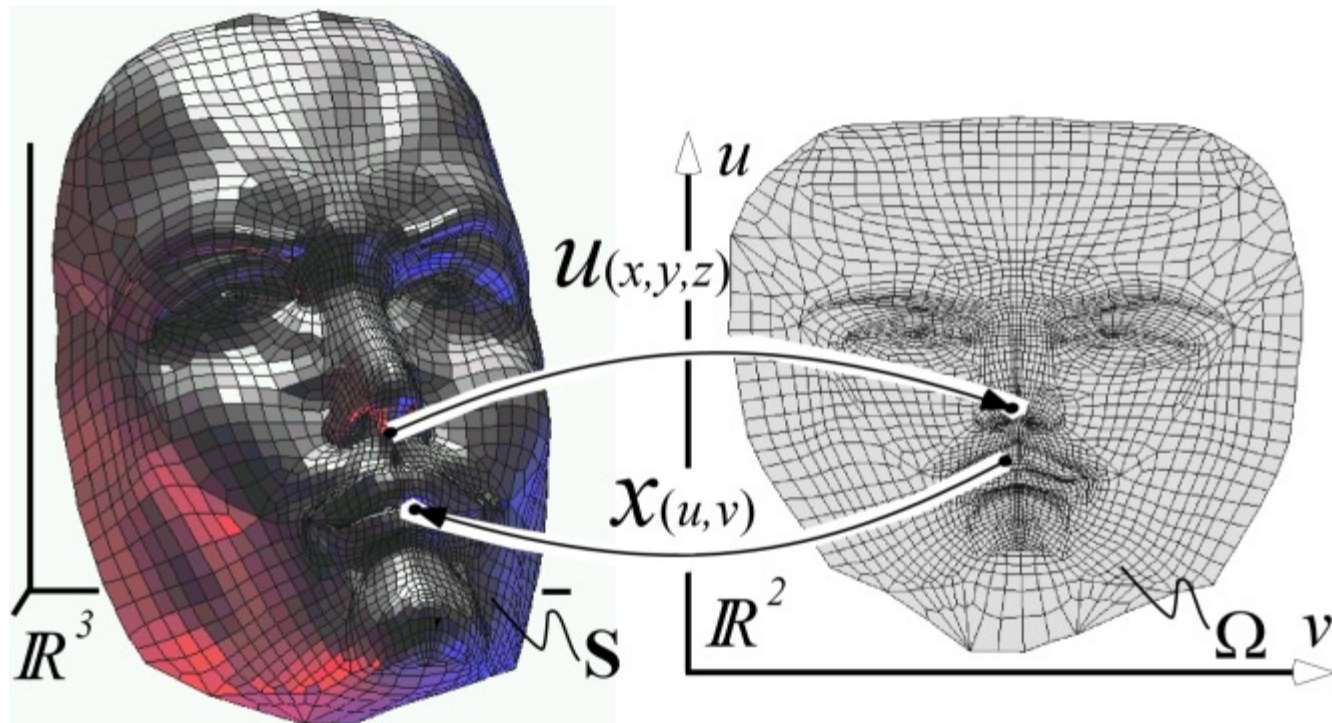 u
u(x,y,z)
x(u,v)
ℝ³
S
ℝ²
Ω
v